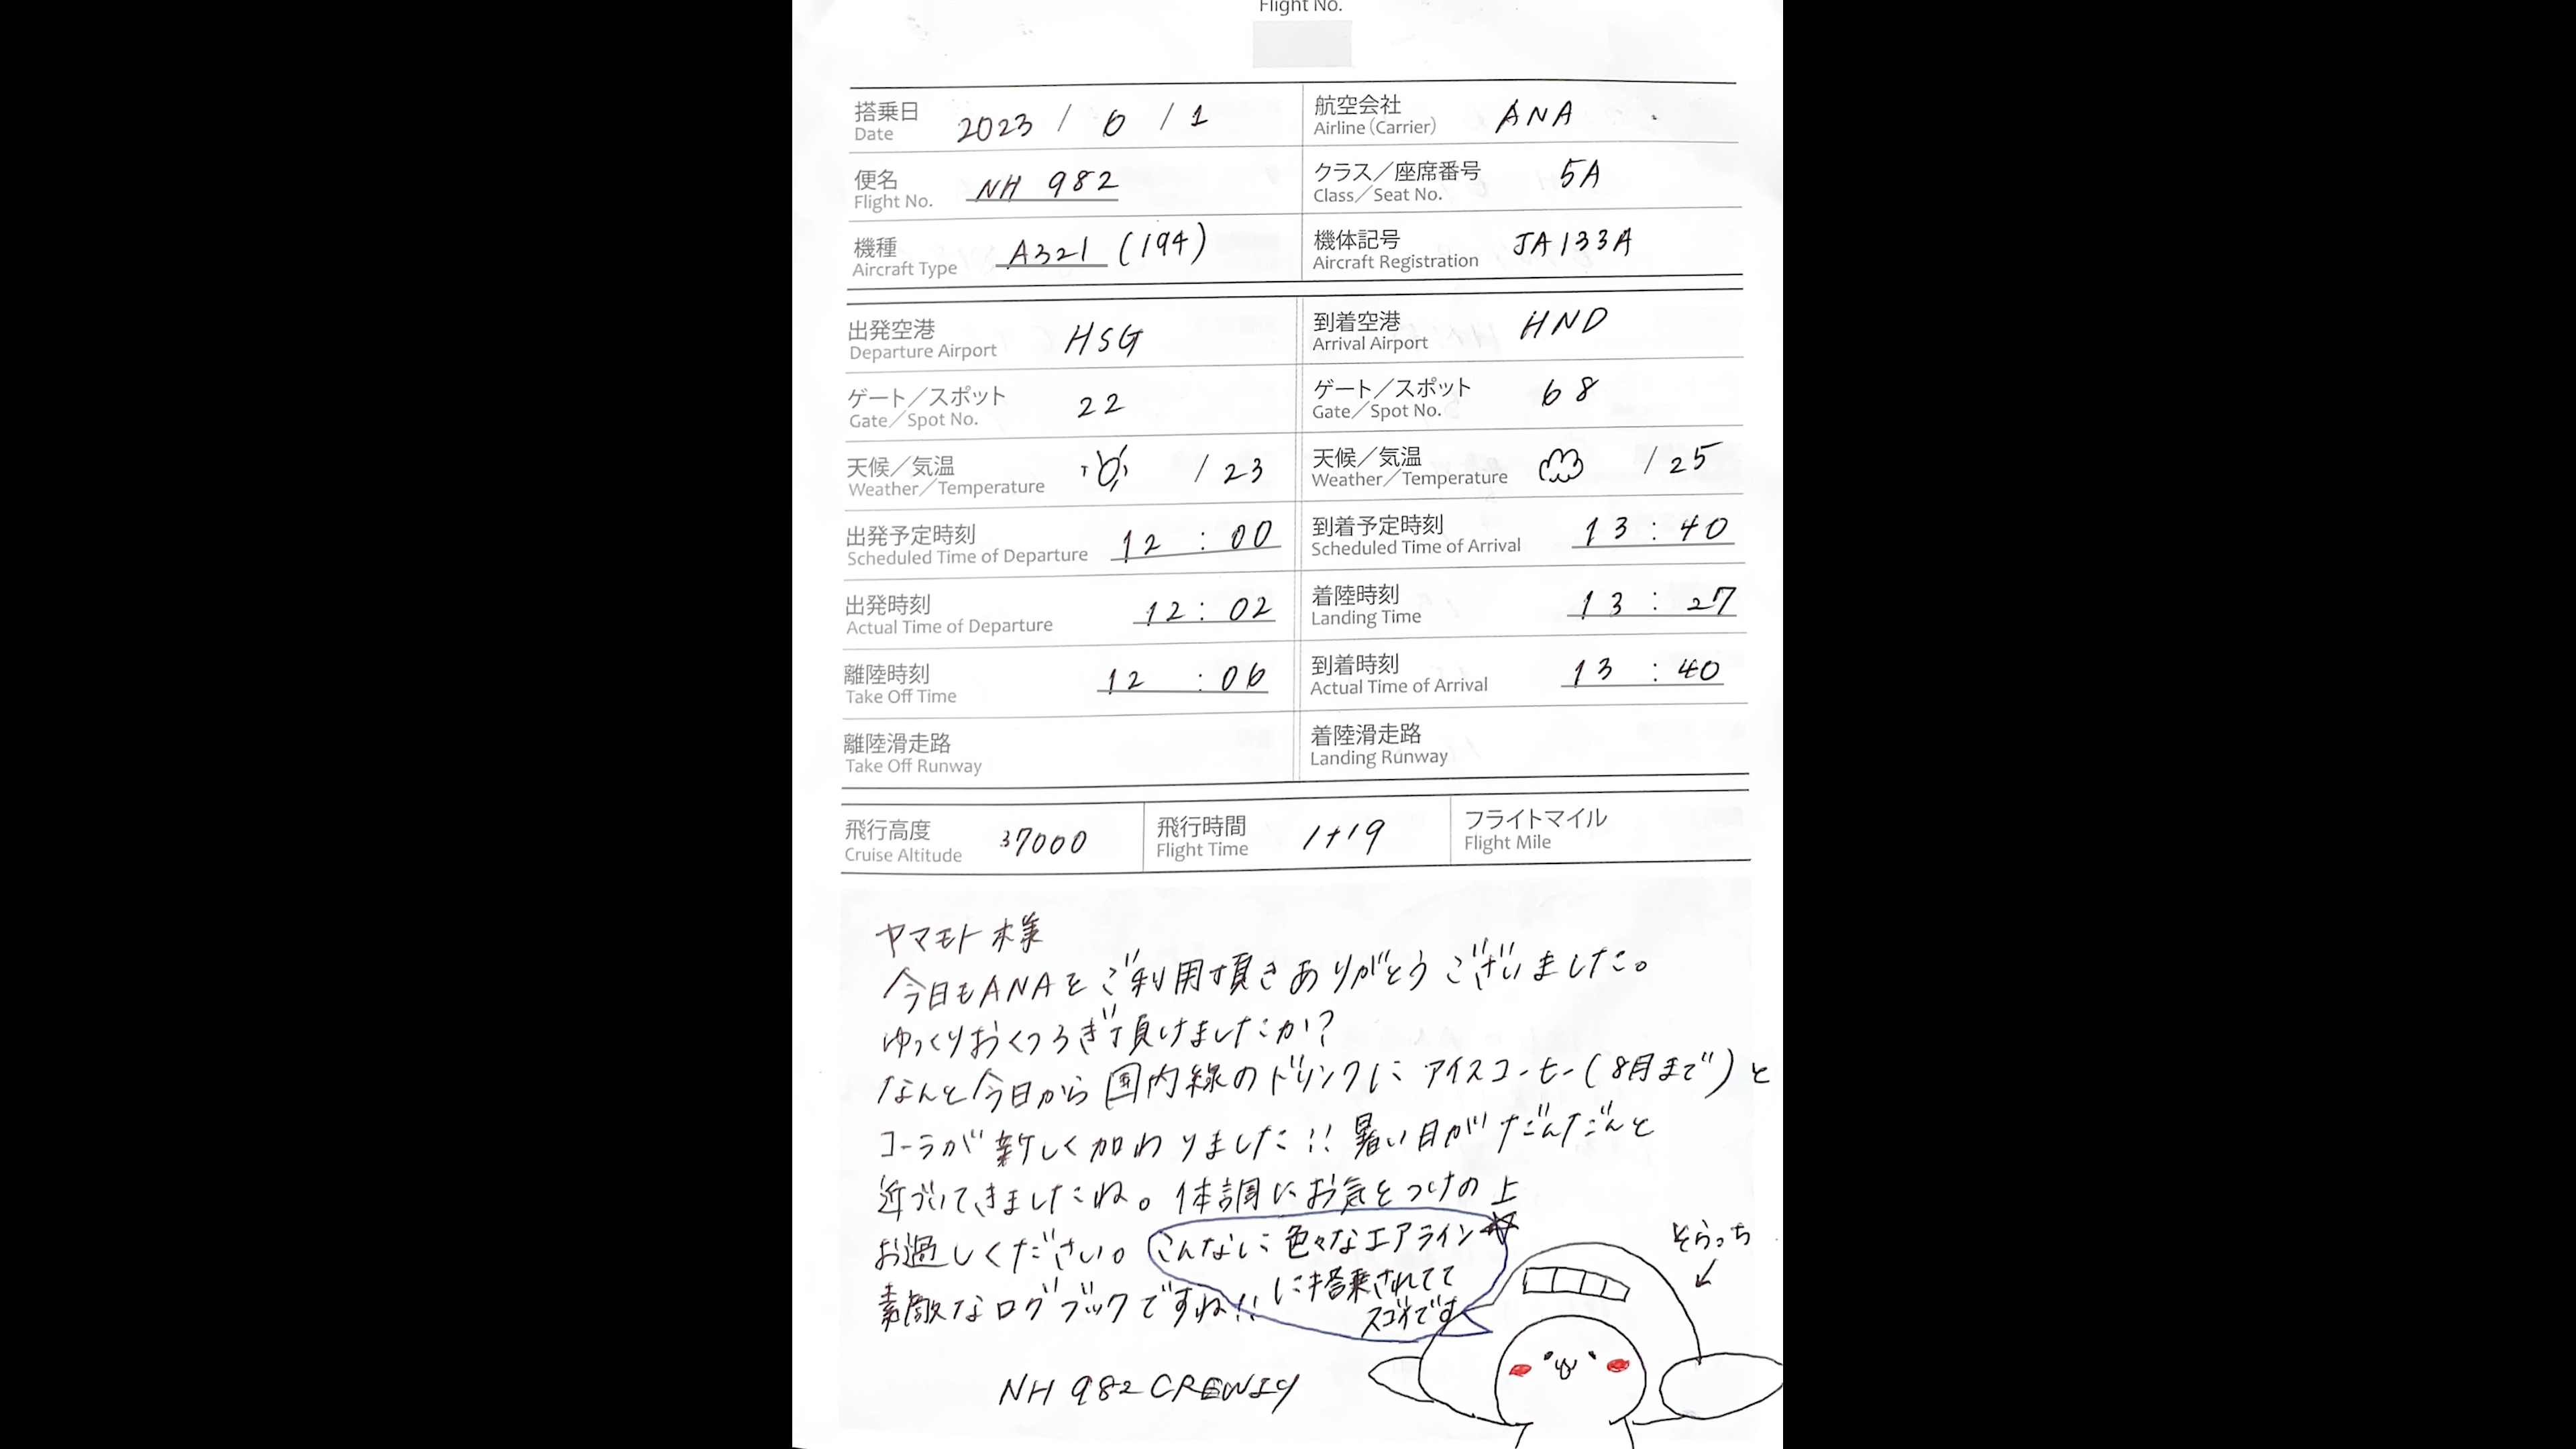 Flight No.
搭乗日 2023 / 6 / 1 航空会社 ANA
Date Airline (Carrier)
便名 NH 982 クラス／座席番号 5A
Flight No. Class／Seat No.
機種 A321 (194) 機体記号 JA133A
Aircraft Type Aircraft Registration
出発空港 HSG 到着空港 HND
Departure Airport Arrival Airport
ゲート／スポット 22 ゲート／スポット 68
Gate／Spot No. Gate／Spot No.
天候／気温 / 23 天候／気温 / 25
Weather／Temperature Weather／Temperature
出発予定時刻 12 : 00 到着予定時刻 13 : 40
Scheduled Time of Departure Scheduled Time of Arrival
出発時刻 12 : 02 着陸時刻 13 : 27
Actual Time of Departure Landing Time
離陸時刻 12 : 06 到着時刻 13 : 40
Take Off Time Actual Time of Arrival
離陸滑走路 着陸滑走路
Take Off Runway Landing Runway
飛行高度 37000 飛行時間 1+19 フライトマイル
Cruise Altitude Flight Time Flight Mile
ヤマモト様
今日もANAをご利用頂きありがとうございました。
ゆっくりおくつろぎ頂けましたか?
なんと今日から国内線のドリンクに アイスコーヒー(8月まで)と
コーラが新しく加わりました!! 暑い日がだんだんと
近づいてきましたね。体調にお気をつけの上
お過しください。
素敵なログブックですね!!
こんなに色々なエアライン
に搭乗されてて
スゴイです
そらっち
NH 982 CREW